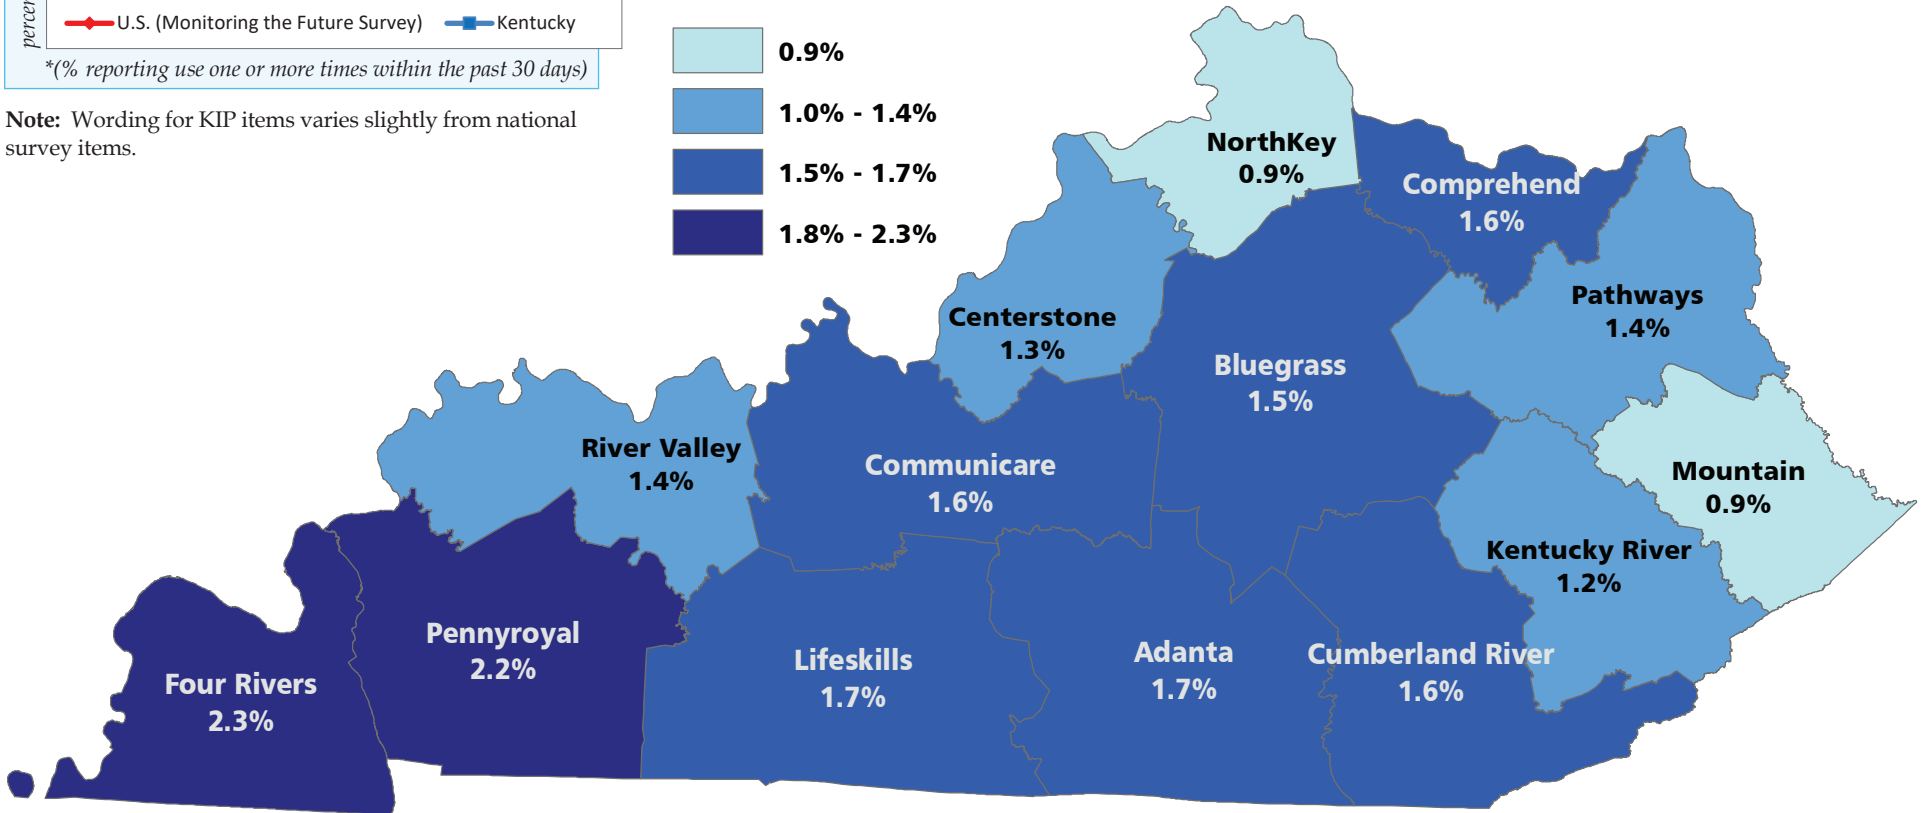 U.S. (Monitoring the Future Survey)
Kentucky
*(% reporting use one or more times within the past 30 days)
Note: Wording for KIP items varies slightly from national
survey items.
0.9%
1.0% - 1.4%
1.5% - 1.7%
1.8% - 2.3%
NorthKey
0.9%
Comprehend
1.6%
Pathways
1.4%
Centerstone
1.3%
Bluegrass
1.5%
River Valley
1.4%
Communicare
1.6%
Mountain
0.9%
Kentucky River
1.2%
Pennyroyal
2.2%
Four Rivers
2.3%
Lifeskills
1.7%
Adanta
1.7%
Cumberland River
1.6%